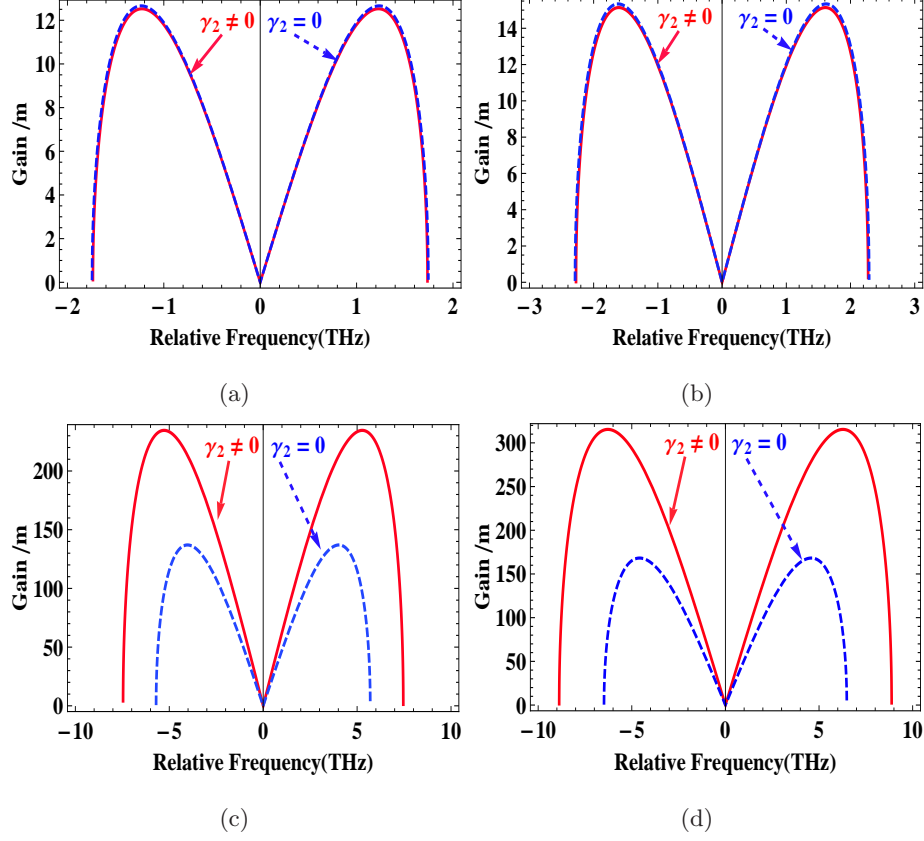 γ₂ ≠ 0
γ₂ = 0
Gain /m
12
10
8
6
4
2
0
−2
−1
0
1
2
Relative Frequency(THz)
(a)
γ₂ ≠ 0
γ₂ = 0
Gain /m
14
12
10
8
6
4
2
0
−3
−2
−1
0
1
2
3
Relative Frequency(THz)
(b)
γ₂ ≠ 0
γ₂ = 0
Gain /m
200
150
100
50
0
−10
−5
0
5
10
Relative Frequency(THz)
(c)
γ₂ ≠ 0
γ₂ = 0
Gain /m
300
250
200
150
100
50
0
−10
−5
0
5
10
Relative Frequency(THz)
(d)